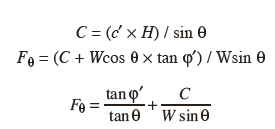 C = (c′ × H) / sin θ
Fθ = (C + Wcos θ × tan φ′) / Wsin θ
Fθ = tan φ′ / tan θ + C / W sin θ